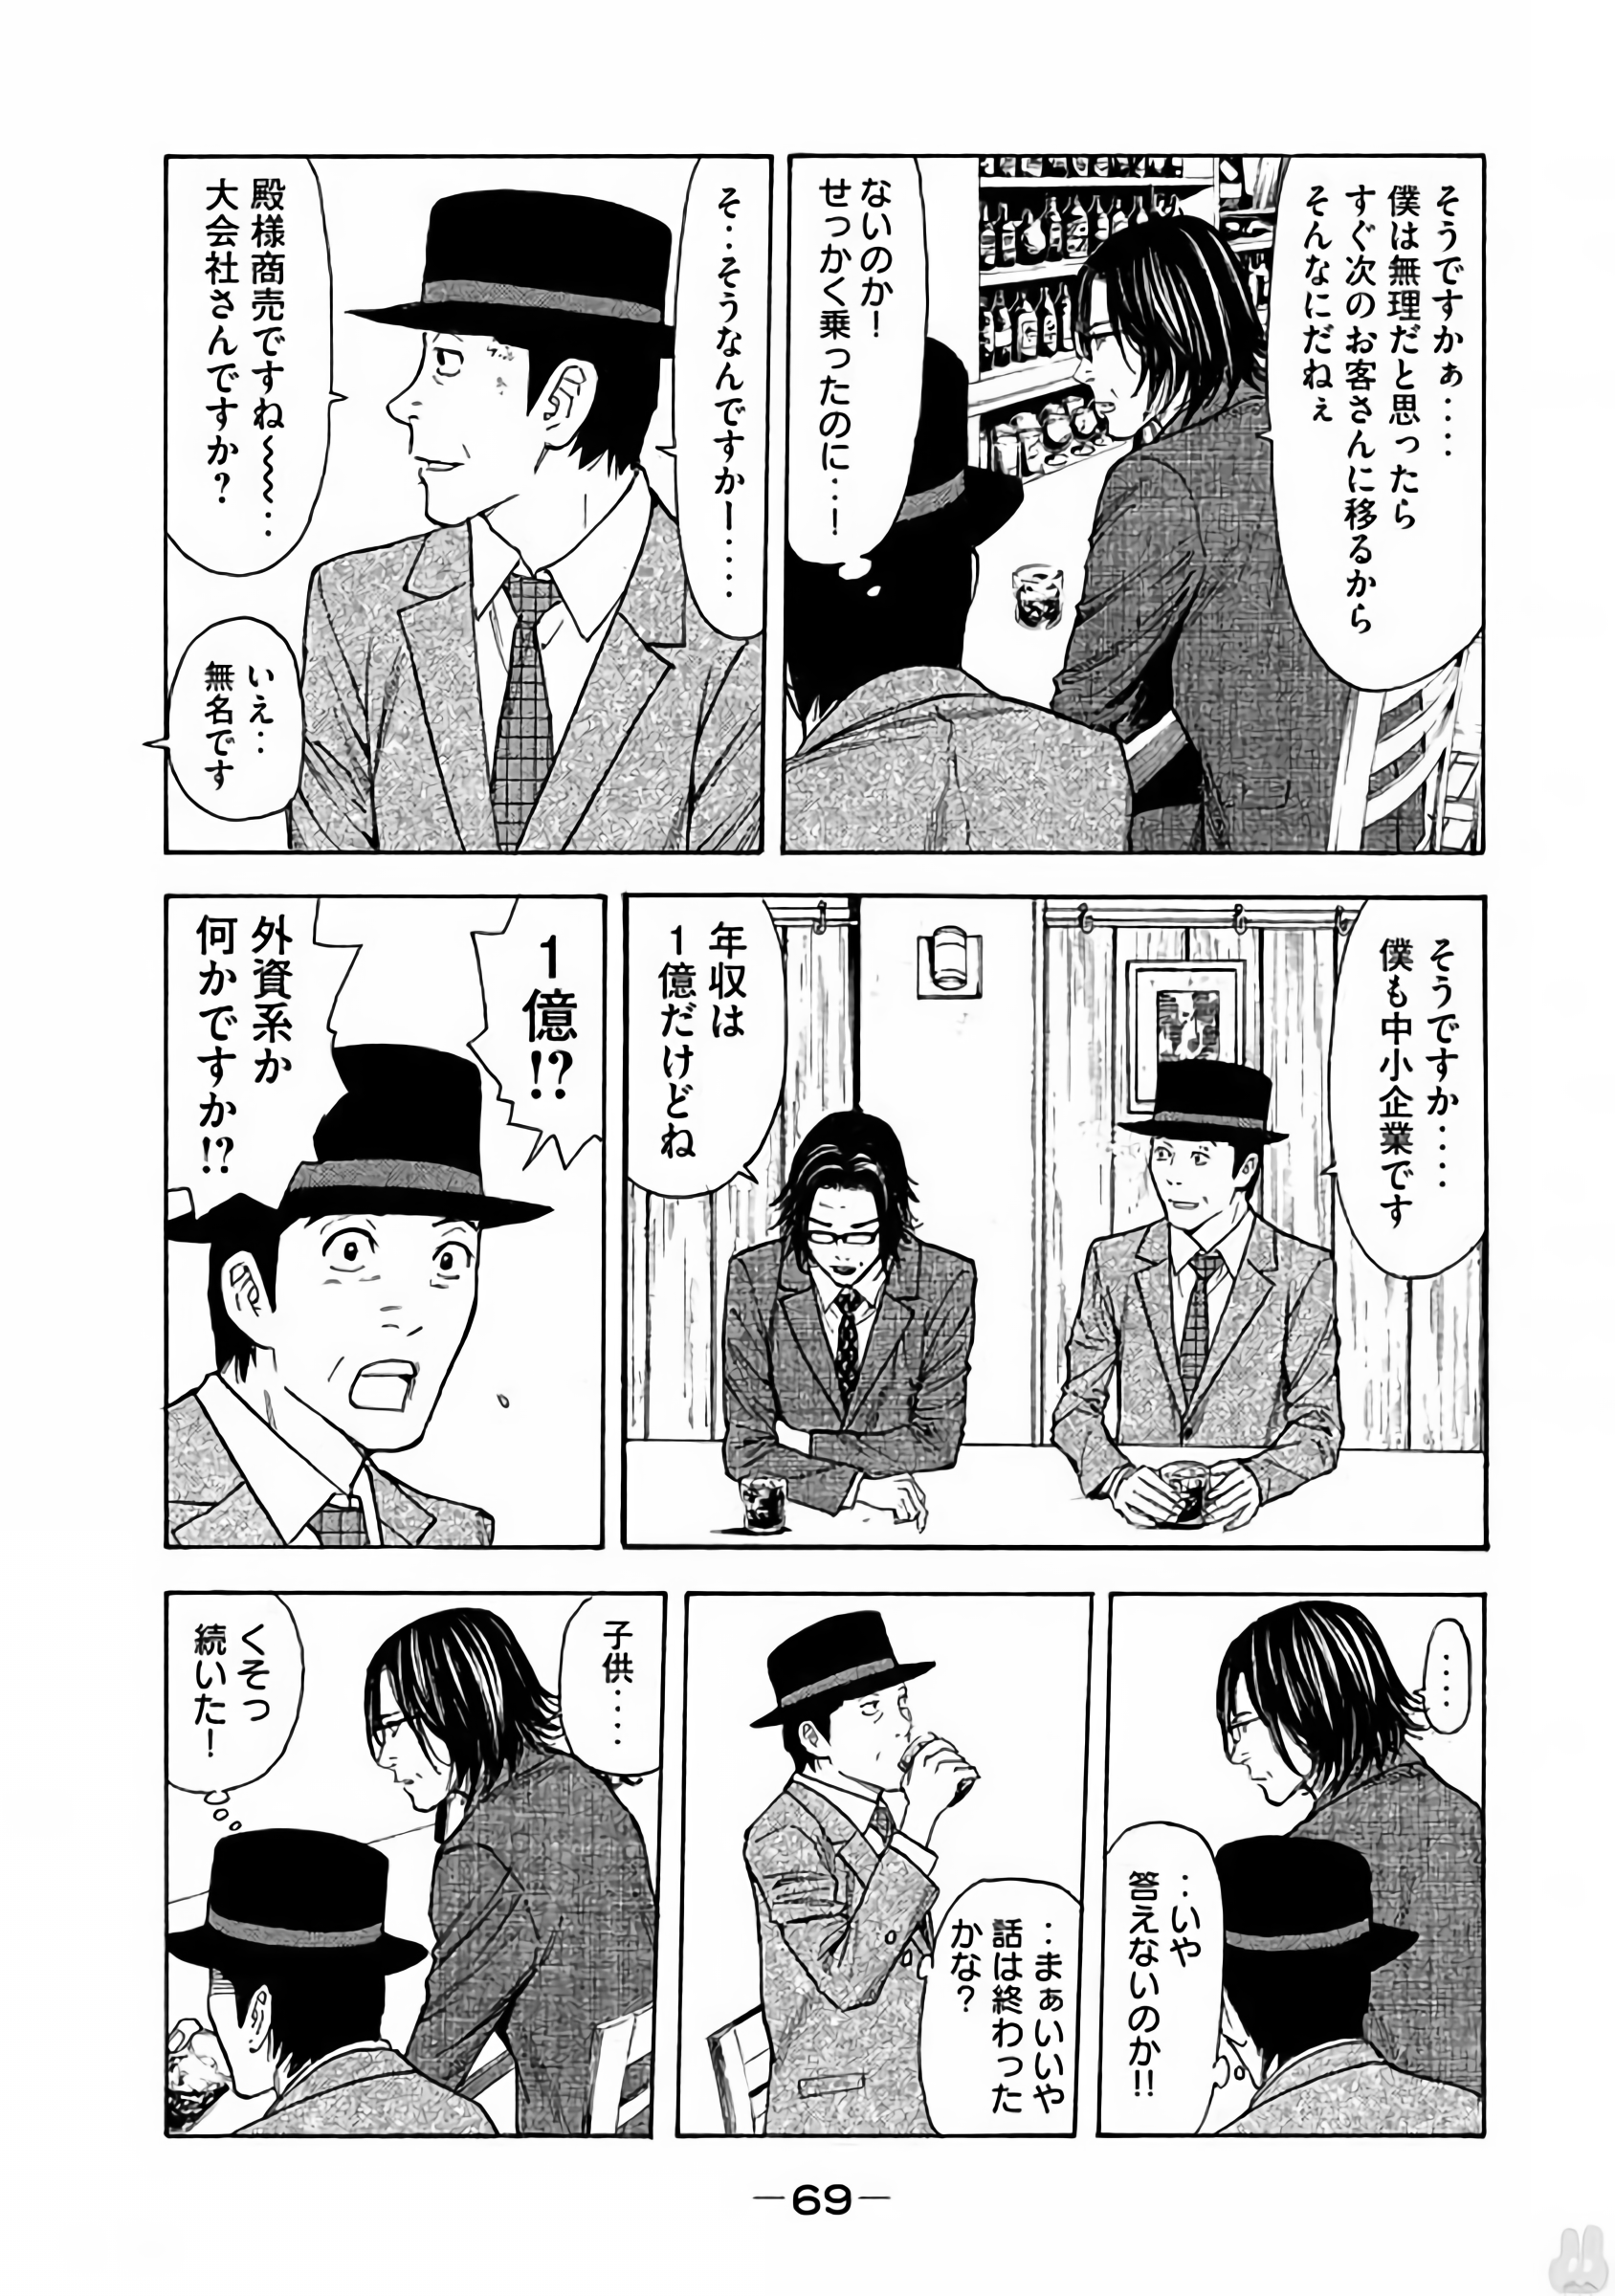 そうですかぁ‥‥
僕は無理だと思ったら
すぐ次のお客さんに移るから
そんなにだねぇ
ないのか！
せっかく乗ったのに‥！
そ‥そうなんですかー‥‥
殿様商売ですね～～～‥
大会社さんですか？
いえ‥
無名です
そうですか‥‥
僕も中小企業です
年収は
1億だけどね
1億!?
外資系か
何かですか!?
‥‥
‥いや
答えないのか!!
‥まぁいいや
話は終わった
かな？
子供‥‥
くそっ
続いた！
―69―